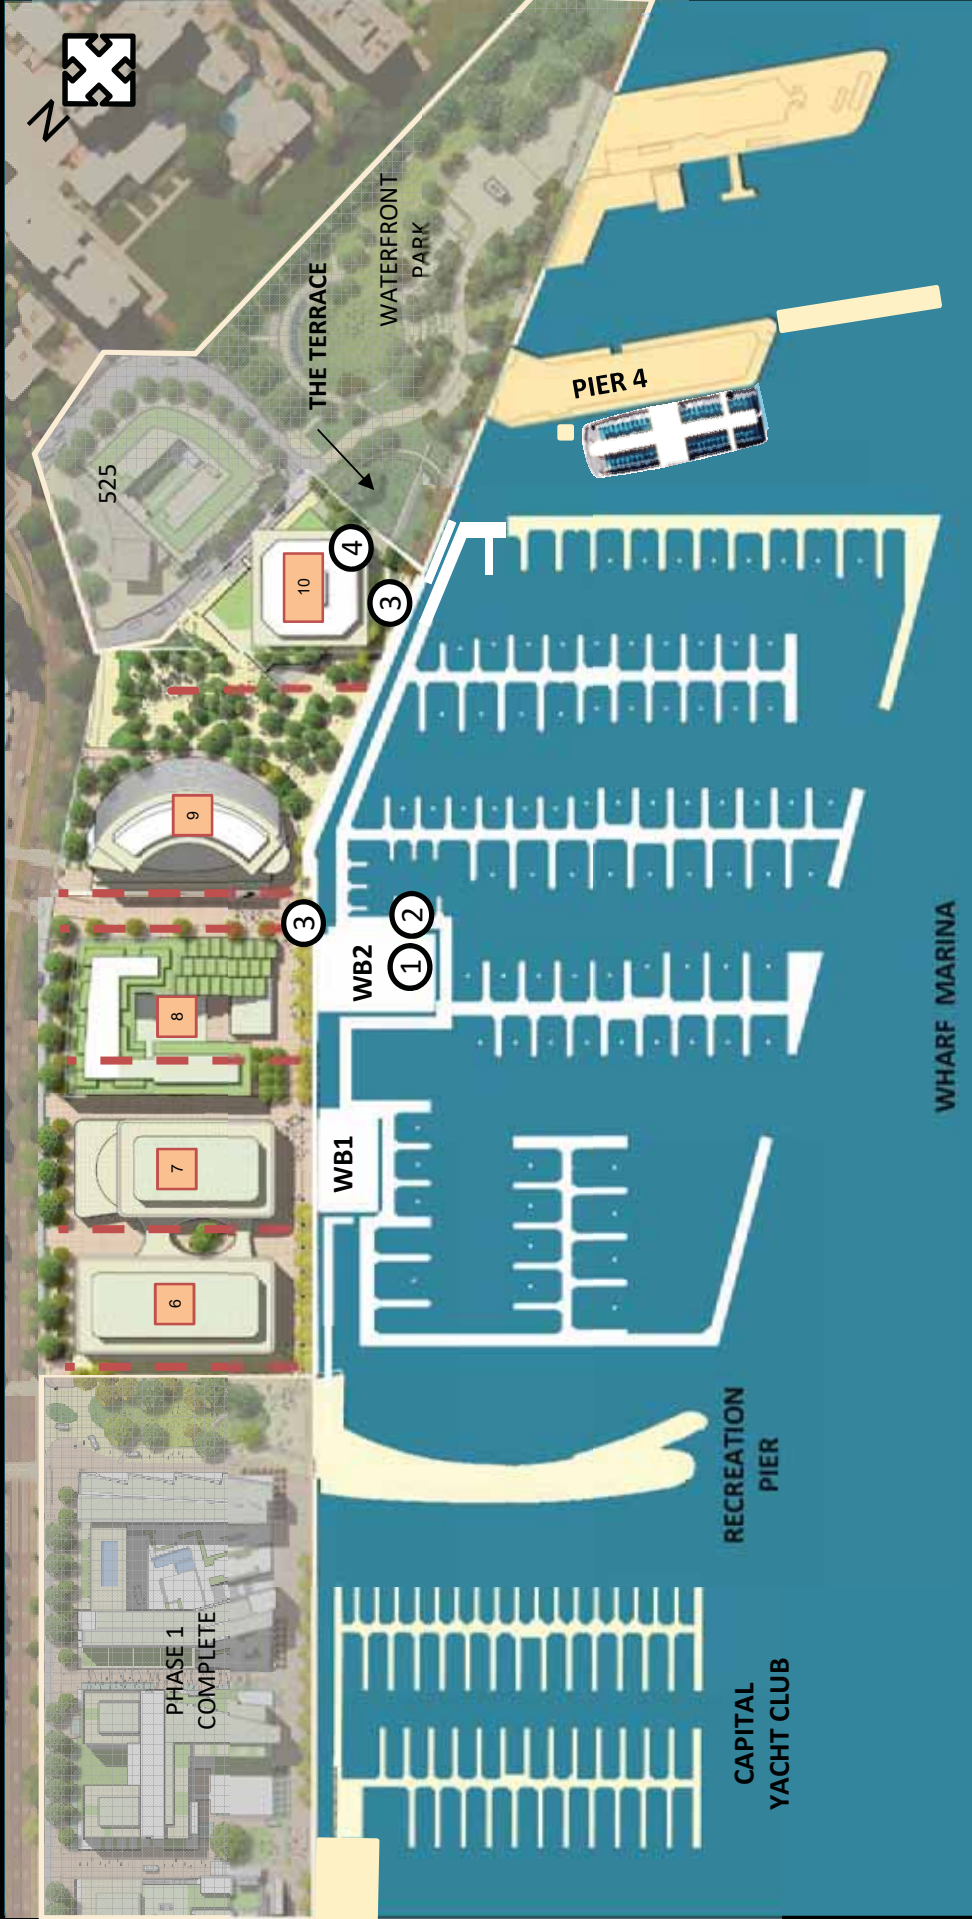 N
525
PHASE 1
COMPLETE
6
7
8
9
10
THE TERRACE
WATERFRONT
PARK
3
4
3
WB1
WB2
1
2
PIER 4
CAPITAL
YACHT CLUB
RECREATION
PIER
WHARF MARINA